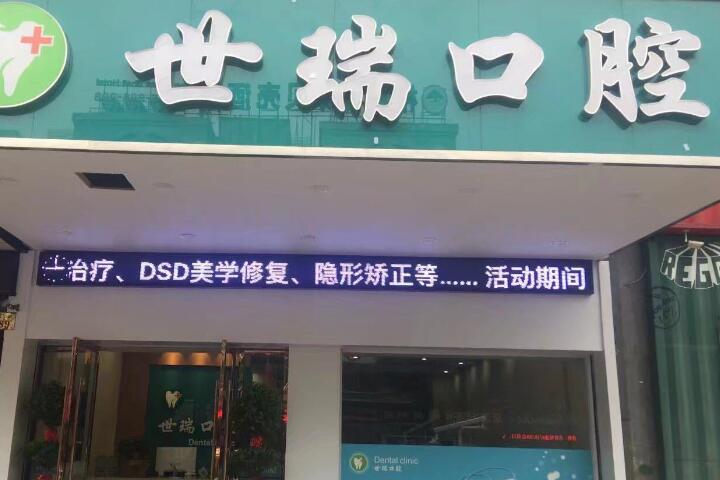 世瑞口腔
治疗、DSD美学修复、隐形矫正等...... 活动期间
世瑞口
Dental
Dental clinic
世瑞口腔